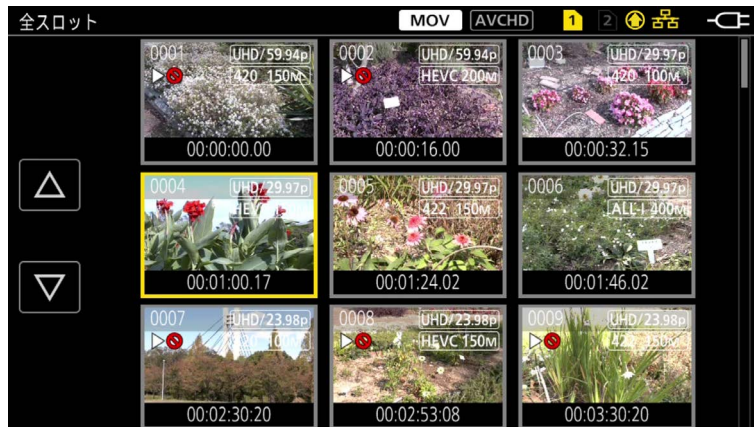 全スロット MOV AVCHD 1 2
0001 UHD/59.94p
420 150M
00:00:00.00
0002 UHD/59.94p
HEVC 200M
00:00:16.00
0003 UHD/29.97p
420 100M
00:00:32.15
0004 UHD/29.97p
HEVC
00:01:00.17
0005 UHD/29.97p
422 150M
00:01:24.02
0006 UHD/29.97p
ALL-I 400M
00:01:46.02
0007 UHD/23.98p
00:02:30:20
0008 UHD/23.98p
HEVC 150M
00:02:53:08
0009 UHD/23.98p
422 150M
00:03:30:20